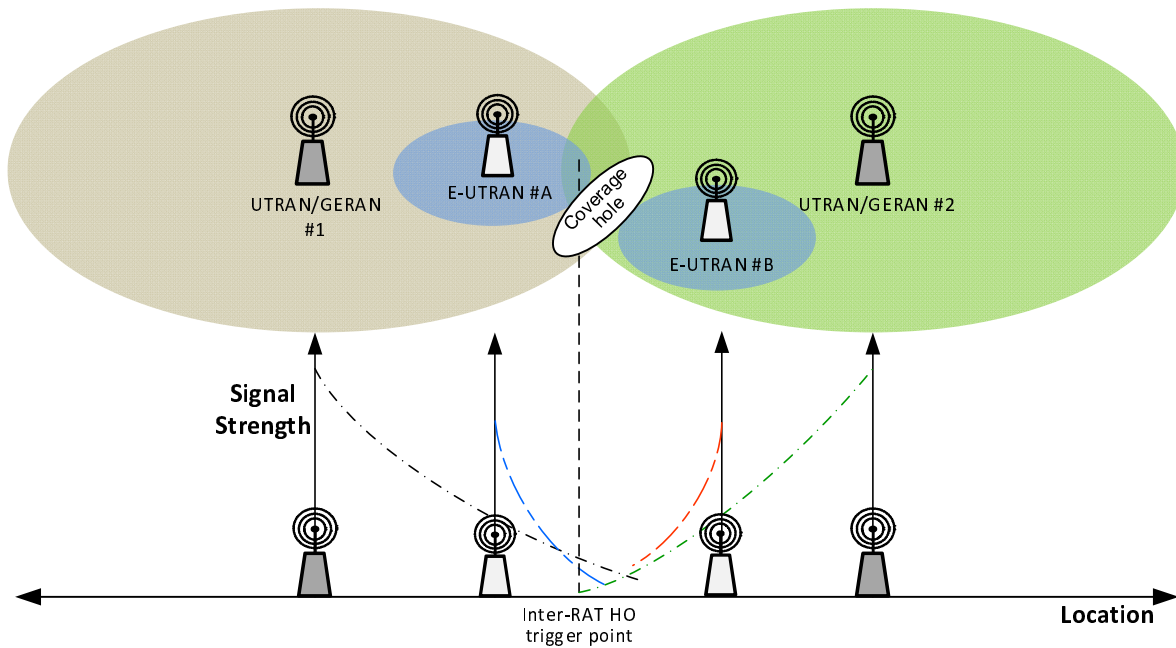 UTRAN/GERAN
#1
E-UTRAN #A
Coverage
hole
E-UTRAN #B
UTRAN/GERAN #2
Signal
Strength
Inter-RAT HO
trigger point
Location